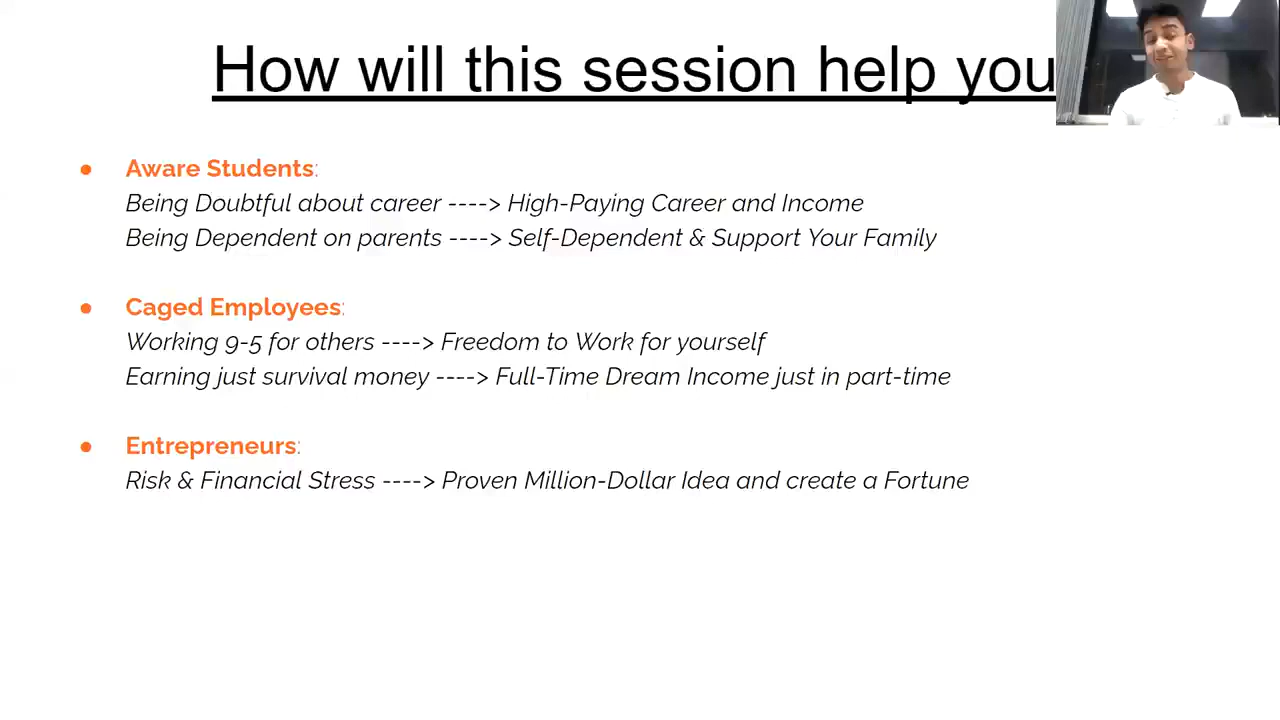 How will this session help you
● Aware Students:
Being Doubtful about career ----> High-Paying Career and Income
Being Dependent on parents ----> Self-Dependent & Support Your Family
● Caged Employees:
Working 9-5 for others ----> Freedom to Work for yourself
Earning just survival money ----> Full-Time Dream Income just in part-time
● Entrepreneurs:
Risk & Financial Stress ----> Proven Million-Dollar Idea and create a Fortune